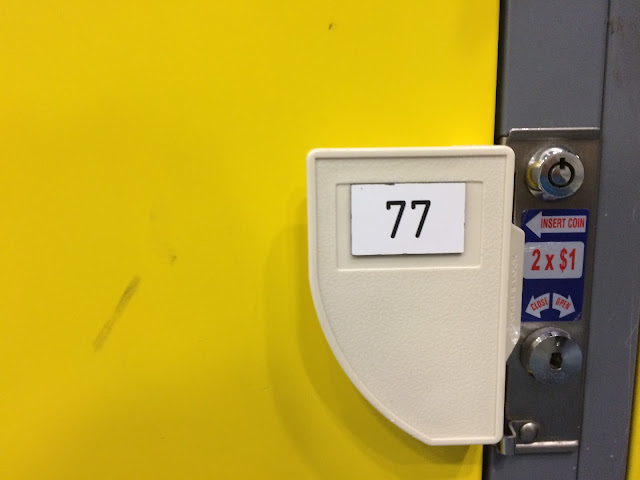 77
INSERT COIN
2 x $1
CLOSE OPEN